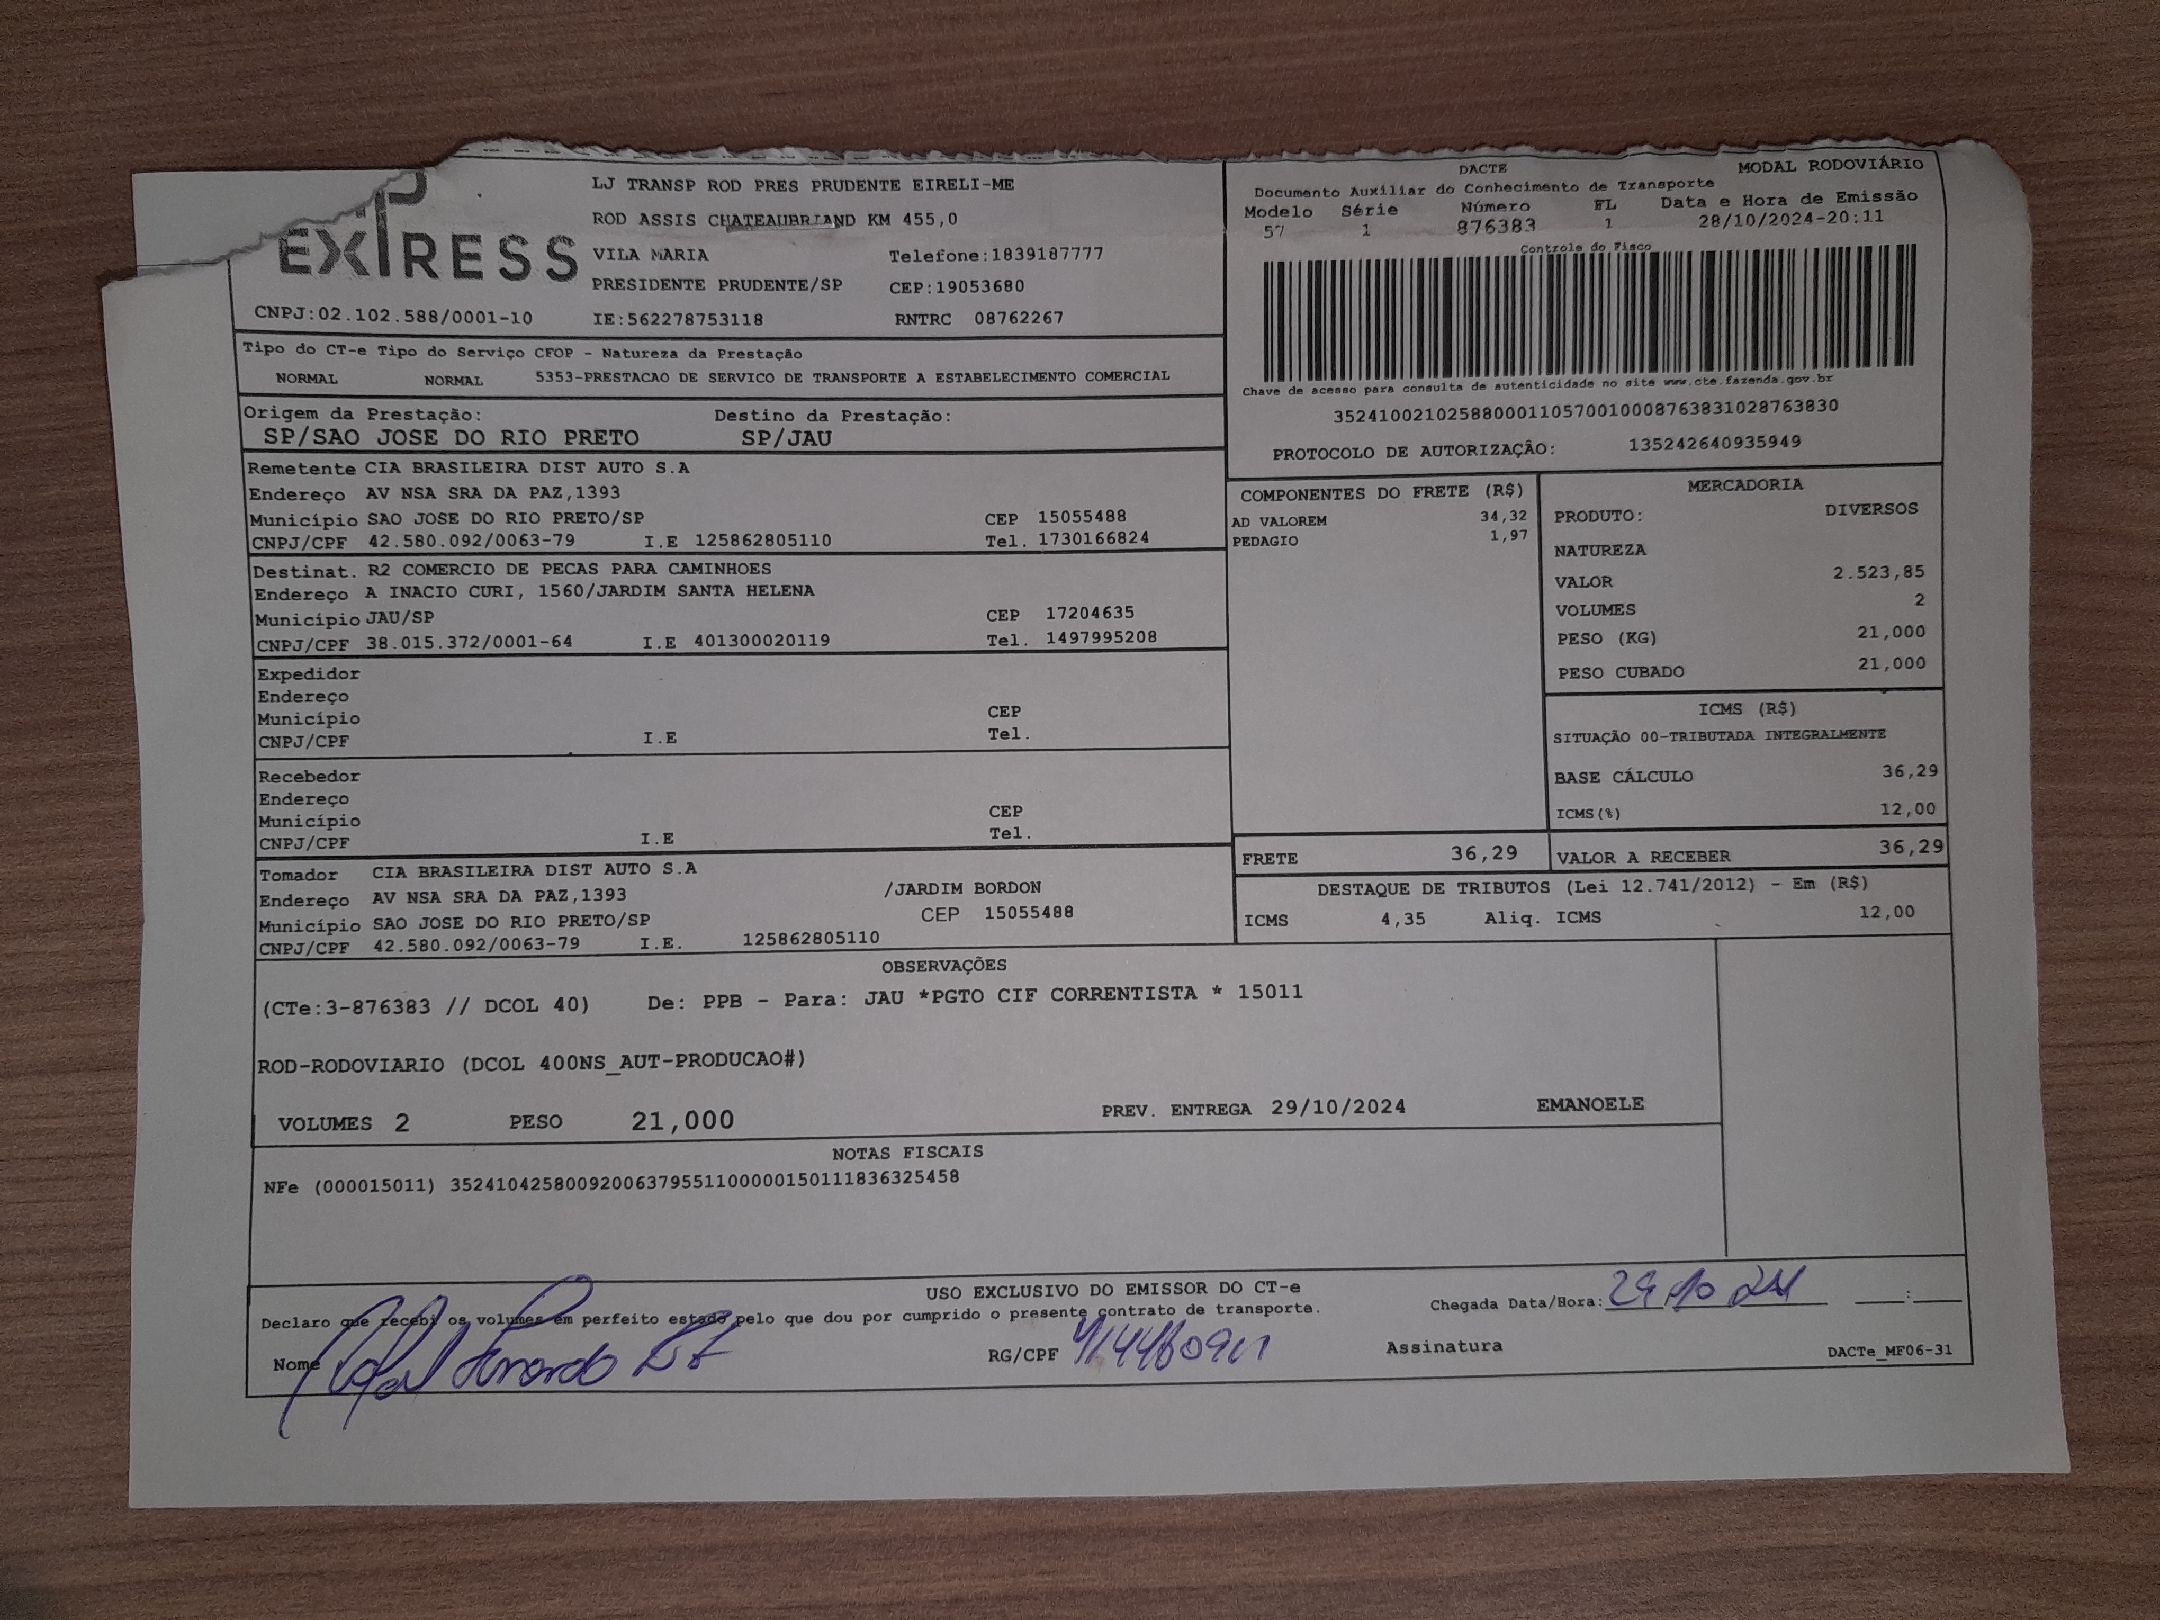 EXPRESS
LJ TRANSP ROD PRES PRUDENTE EIRELI-ME
ROD ASSIS CHATEAUBRIAND KM 455,0
VILA MARIA Telefone:1839187777
PRESIDENTE PRUDENTE/SP CEP:19053680
CNPJ:02.102.588/0001-10 IE:562278753118 RNTRC 08762267
DACTE MODAL RODOVIÁRIO
Documento Auxiliar do Conhecimento de Transporte
Modelo Série Número FL Data e Hora de Emissão
57 1 876383 1 28/10/2024-20:11
Controle do Fisco
Chave de acesso para consulta de autenticidade no site www.cte.fazenda.gov.br
35241002102588000110570010008763831028763830
PROTOCOLO DE AUTORIZAÇÃO: 135242640935949
Tipo do CT-e Tipo do Serviço CFOP - Natureza da Prestação
NORMAL NORMAL 5353-PRESTACAO DE SERVICO DE TRANSPORTE A ESTABELECIMENTO COMERCIAL
Origem da Prestação: Destino da Prestação:
SP/SAO JOSE DO RIO PRETO SP/JAU
Remetente CIA BRASILEIRA DIST AUTO S.A
Endereço AV NSA SRA DA PAZ,1393
Município SAO JOSE DO RIO PRETO/SP CEP 15055488
CNPJ/CPF 42.580.092/0063-79 I.E 125862805110 Tel. 1730166824
Destinat. R2 COMERCIO DE PECAS PARA CAMINHOES
Endereço A INACIO CURI, 1560/JARDIM SANTA HELENA
Município JAU/SP CEP 17204635
CNPJ/CPF 38.015.372/0001-64 I.E 401300020119 Tel. 1497995208
Expedidor
Endereço
Município CEP
CNPJ/CPF I.E Tel.
Recebedor
Endereço
Município CEP
CNPJ/CPF I.E Tel.
Tomador CIA BRASILEIRA DIST AUTO S.A
Endereço AV NSA SRA DA PAZ,1393 /JARDIM BORDON
Município SAO JOSE DO RIO PRETO/SP CEP 15055488
CNPJ/CPF 42.580.092/0063-79 I.E. 125862805110
COMPONENTES DO FRETE (R$)
AD VALOREM 34,32
PEDAGIO 1,97
MERCADORIA
PRODUTO: DIVERSOS
NATUREZA
VALOR 2.523,85
VOLUMES 2
PESO (KG) 21,000
PESO CUBADO 21,000
ICMS (R$)
SITUAÇÃO 00-TRIBUTADA INTEGRALMENTE
BASE CÁLCULO 36,29
ICMS(%) 12,00
FRETE 36,29 VALOR A RECEBER 36,29
DESTAQUE DE TRIBUTOS (Lei 12.741/2012) - Em (R$)
ICMS 4,35 Aliq. ICMS 12,00
OBSERVAÇÕES
(CTe:3-876383 // DCOL 40) De: PPB - Para: JAU *PGTO CIF CORRENTISTA * 15011
ROD-RODOVIARIO (DCOL 400NS_AUT-PRODUCAO#)
VOLUMES 2 PESO 21,000 PREV. ENTREGA 29/10/2024 EMANOELE
NOTAS FISCAIS
NFe (000015011) 35241042580092006379551100000150111836325458
USO EXCLUSIVO DO EMISSOR DO CT-e
Declaro que recebi os volumes em perfeito estado pelo que dou por cumprido o presente contrato de transporte.
Chegada Data/Hora: 29 10 24 :
Nome RG/CPF Assinatura DACTe_MF06-31